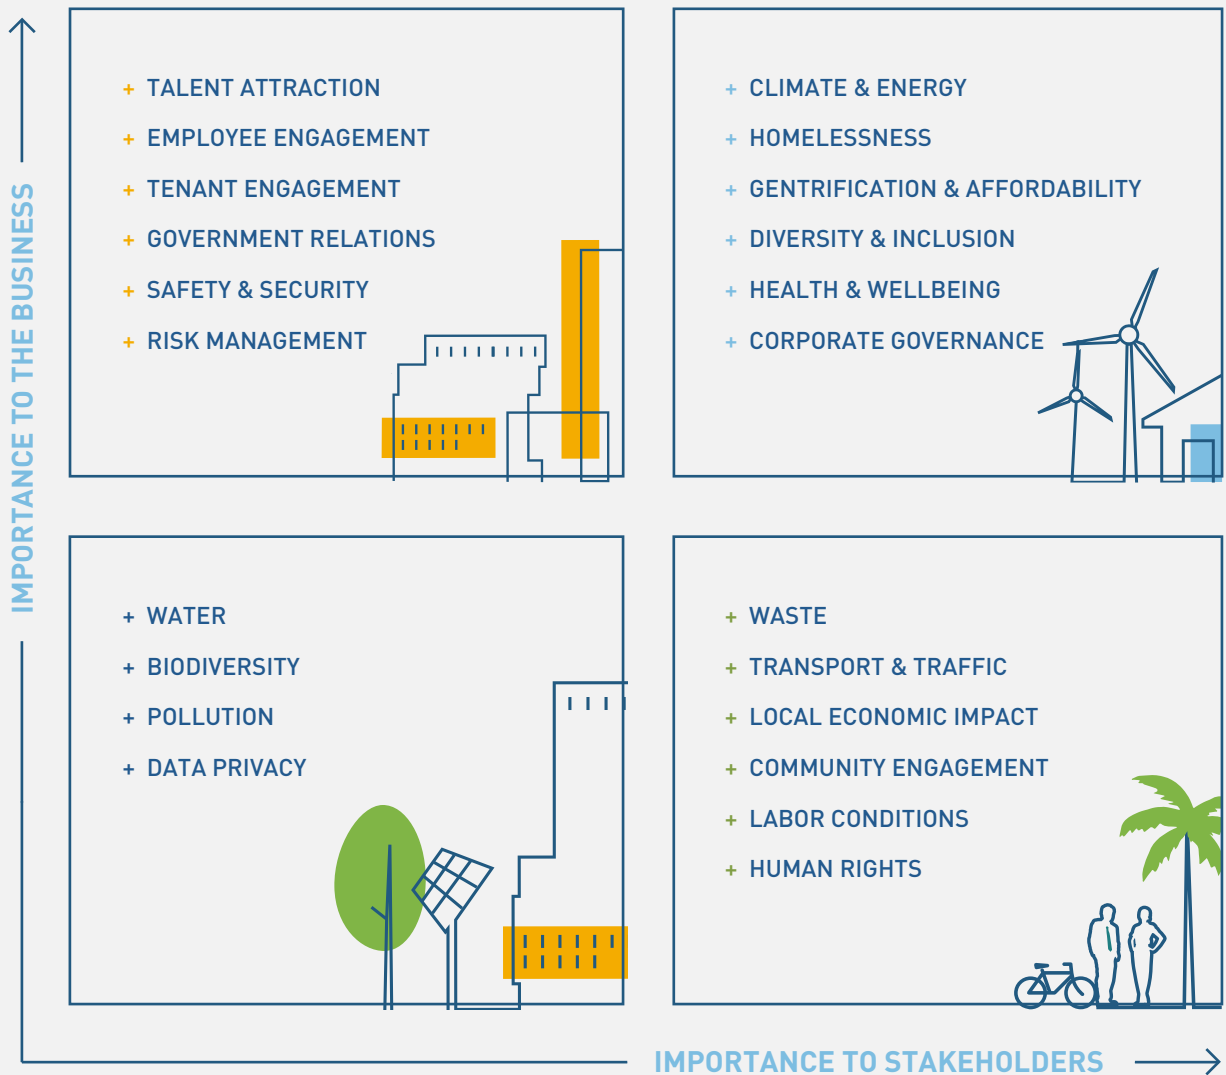 IMPORTANCE TO THE BUSINESS
+ TALENT ATTRACTION
+ EMPLOYEE ENGAGEMENT
+ TENANT ENGAGEMENT
+ GOVERNMENT RELATIONS
+ SAFETY & SECURITY
+ RISK MANAGEMENT
+ CLIMATE & ENERGY
+ HOMELESSNESS
+ GENTRIFICATION & AFFORDABILITY
+ DIVERSITY & INCLUSION
+ HEALTH & WELLBEING
+ CORPORATE GOVERNANCE
+ WATER
+ BIODIVERSITY
+ POLLUTION
+ DATA PRIVACY
+ WASTE
+ TRANSPORT & TRAFFIC
+ LOCAL ECONOMIC IMPACT
+ COMMUNITY ENGAGEMENT
+ LABOR CONDITIONS
+ HUMAN RIGHTS
IMPORTANCE TO STAKEHOLDERS